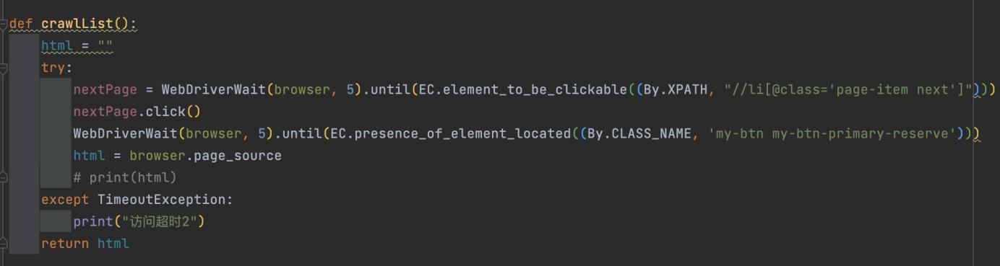 def crawlList():
    html = ""
    try:
        nextPage = WebDriverWait(browser, 5).until(EC.element_to_be_clickable((By.XPATH, "//li[@class='page-item next']")))
        nextPage.click()
        WebDriverWait(browser, 5).until(EC.presence_of_element_located((By.CLASS_NAME, 'my-btn my-btn-primary-reserve')))
        html = browser.page_source
        # print(html)
    except TimeoutException:
        print("访问超时2")
    return html